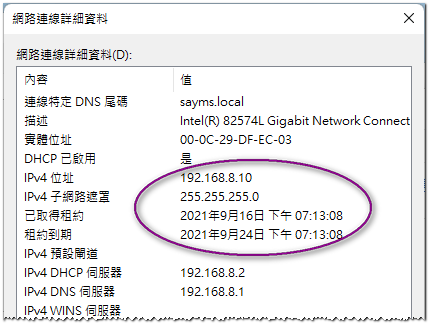 網路連線詳細資料
網路連線詳細資料(D):
內容 值
連線特定 DNS 尾碼 sayms.local
描述 Intel(R) 82574L Gigabit Network Connect
實體位址 00-0C-29-DF-EC-03
DHCP 已啟用 是
IPv4 位址 192.168.8.10
IPv4 子網路遮罩 255.255.255.0
已取得租約 2021年9月16日 下午 07:13:08
租約到期 2021年9月24日 下午 07:13:08
IPv4 預設閘道
IPv4 DHCP 伺服器 192.168.8.2
IPv4 DNS 伺服器 192.168.8.1
IPv4 WINS 伺服器